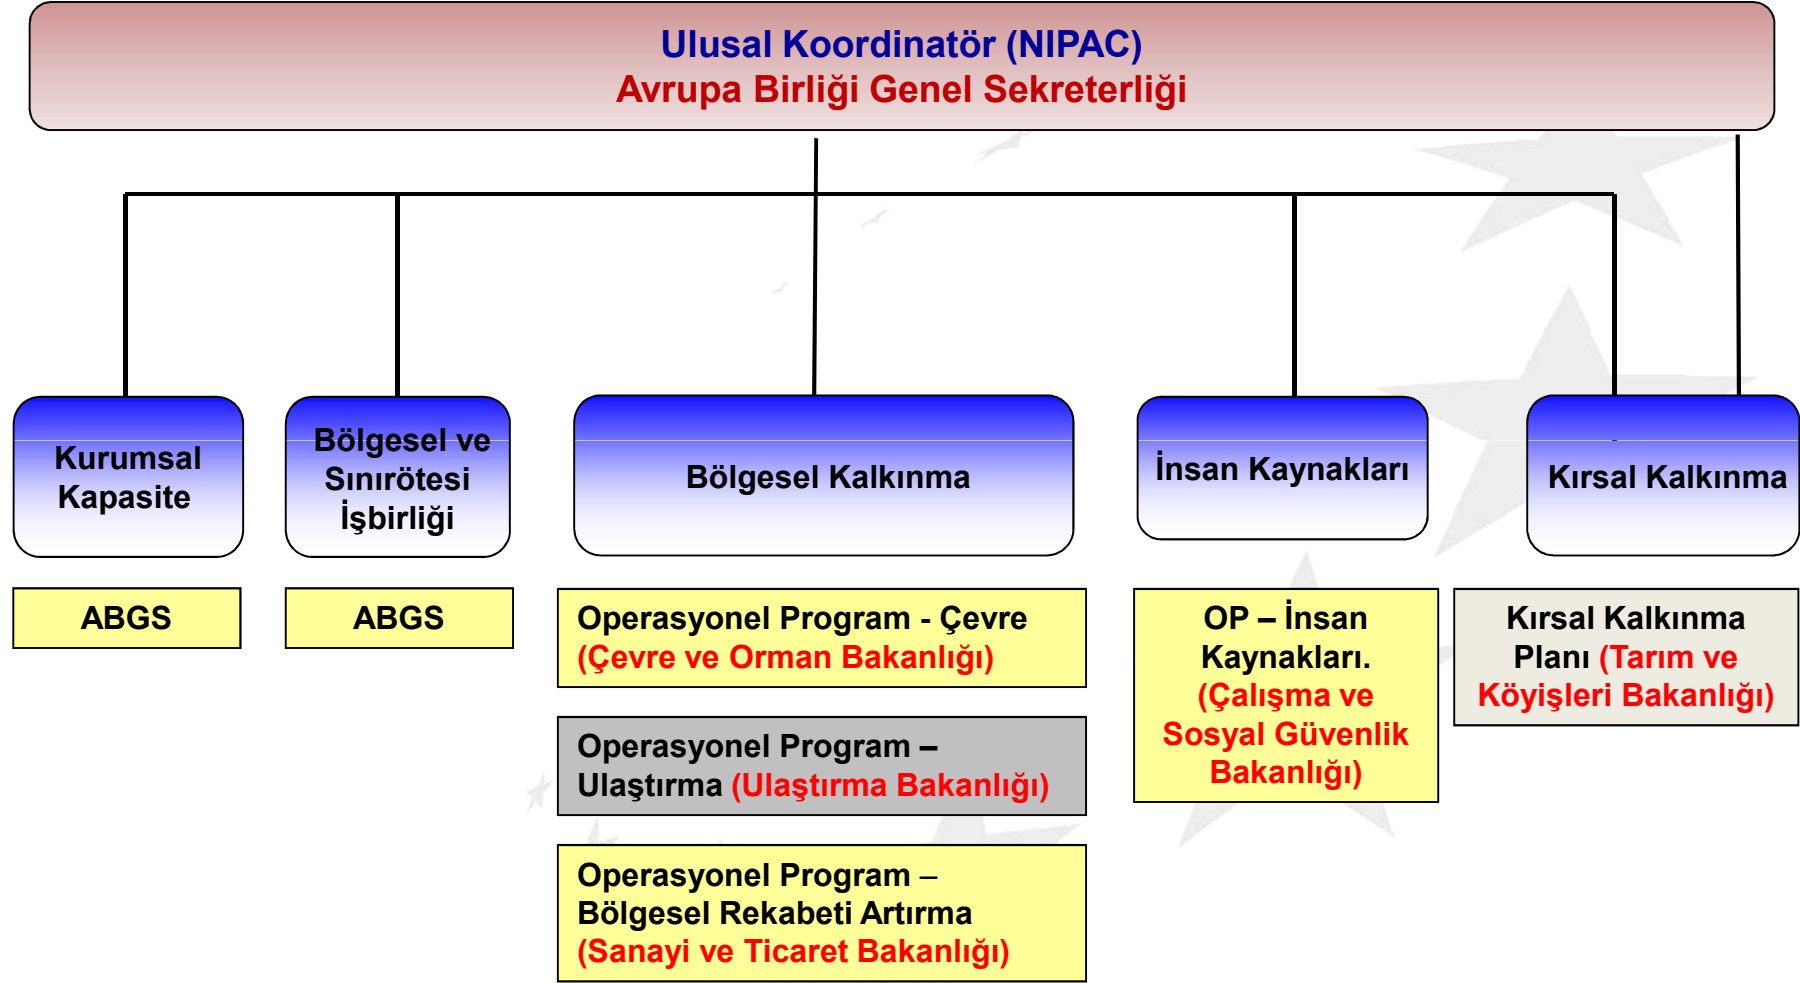 Ulusal Koordinatör (NIPAC)
Avrupa Birliği Genel Sekreterliği
Kurumsal
Kapasite
Bölgesel ve
Sınırötesi
İşbirliği
Bölgesel Kalkınma
İnsan Kaynakları
Kırsal Kalkınma
ABGS
ABGS
Operasyonel Program - Çevre
(Çevre ve Orman Bakanlığı)
Operasyonel Program –
Ulaştırma (Ulaştırma Bakanlığı)
Operasyonel Program –
Bölgesel Rekabeti Artırma
(Sanayi ve Ticaret Bakanlığı)
OP – İnsan
Kaynakları.
(Çalışma ve
Sosyal Güvenlik
Bakanlığı)
Kırsal Kalkınma
Planı (Tarım ve
Köyişleri Bakanlığı)